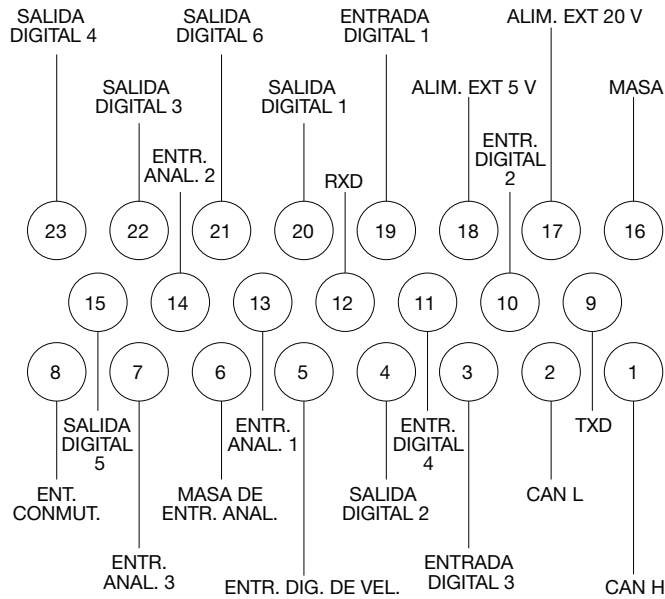 SALIDA
DIGITAL 4
SALIDA
DIGITAL 6
ENTRADA
DIGITAL 1
ALIM. EXT 20 V
SALIDA
DIGITAL 3
SALIDA
DIGITAL 1
ALIM. EXT 5 V
MASA
ENTR.
ANAL. 2
RXD
ENTR.
DIGITAL
2
23 22 21 20 19 18 17 16
15 14 13 12 11 10 9
8 7 6 5 4 3 2 1
SALIDA
DIGITAL
5
ENTR.
ANAL. 1
ENTR.
DIGITAL
4
TXD
ENT.
CONMUT.
MASA DE
ENTR. ANAL.
SALIDA
DIGITAL 2
CAN L
ENTR.
ANAL. 3
ENTR. DIG. DE VEL.
ENTRADA
DIGITAL 3
CAN H